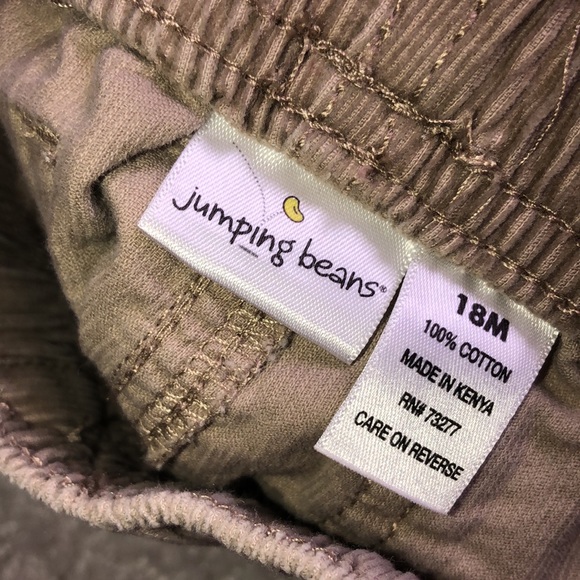 jumping beans®
18M
100% COTTON
MADE IN KENYA
RN# 73277
CARE ON REVERSE